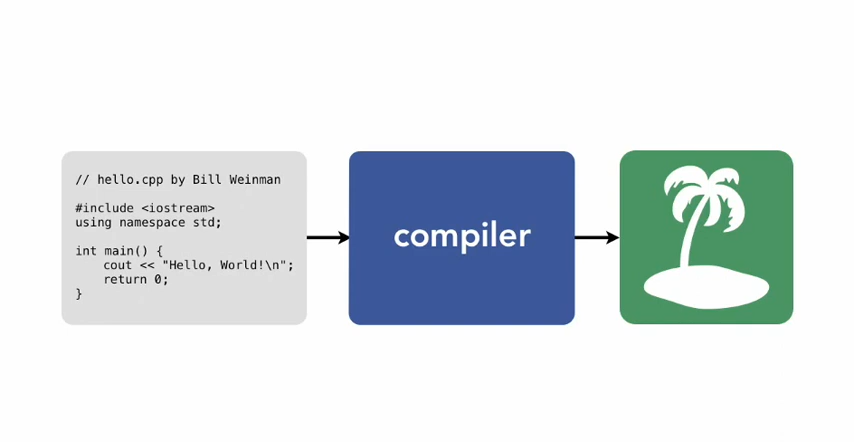 // hello.cpp by Bill Weinman
#include <iostream>
using namespace std;
int main() {
    cout << "Hello, World!\n";
    return 0;
}
compiler